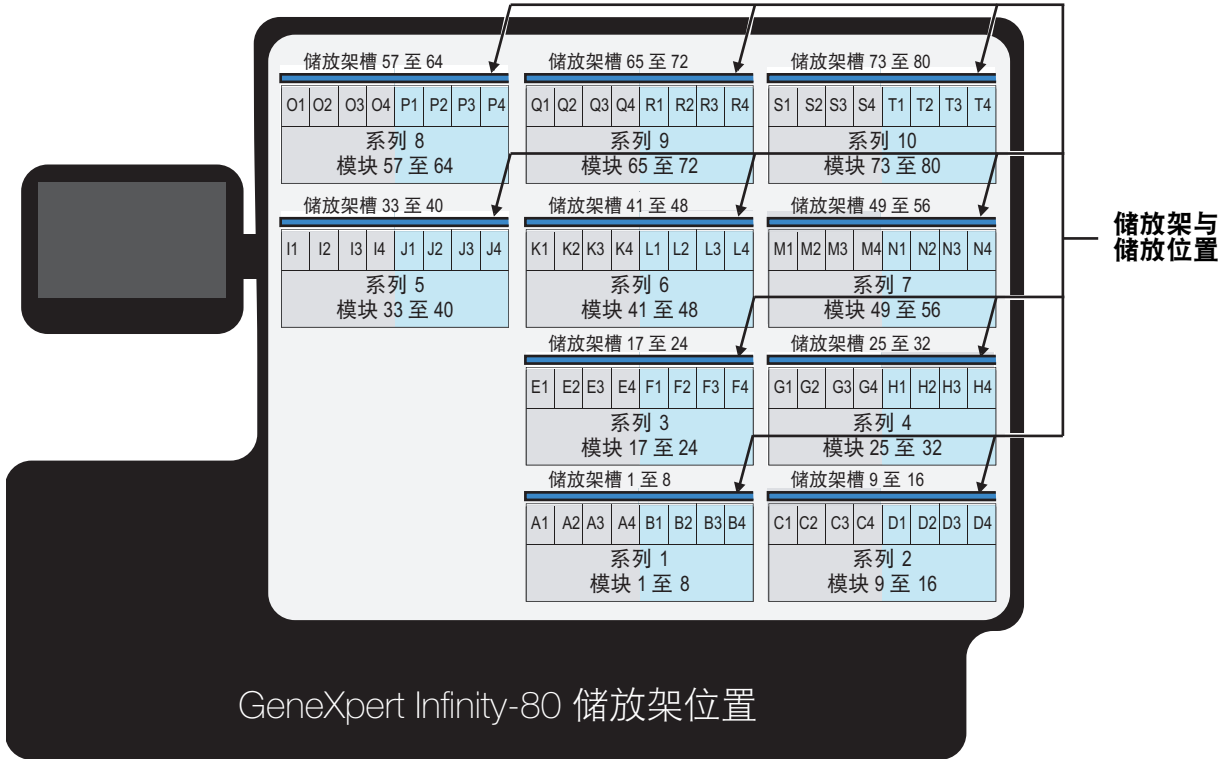 储放架槽 57 至 64
储放架槽 65 至 72
储放架槽 73 至 80
O1 O2 O3 O4 P1 P2 P3 P4
Q1 Q2 Q3 Q4 R1 R2 R3 R4
S1 S2 S3 S4 T1 T2 T3 T4
系列 8
模块 57 至 64
系列 9
模块 65 至 72
系列 10
模块 73 至 80
储放架槽 33 至 40
储放架槽 41 至 48
储放架槽 49 至 56
I1 I2 I3 I4 J1 J2 J3 J4
K1 K2 K3 K4 L1 L2 L3 L4
M1 M2 M3 M4 N1 N2 N3 N4
系列 5
模块 33 至 40
系列 6
模块 41 至 48
系列 7
模块 49 至 56
储放架与
储放位置
储放架槽 17 至 24
储放架槽 25 至 32
E1 E2 E3 E4 F1 F2 F3 F4
G1 G2 G3 G4 H1 H2 H3 H4
系列 3
模块 17 至 24
系列 4
模块 25 至 32
储放架槽 1 至 8
储放架槽 9 至 16
A1 A2 A3 A4 B1 B2 B3 B4
C1 C2 C3 C4 D1 D2 D3 D4
系列 1
模块 1 至 8
系列 2
模块 9 至 16
GeneXpert Infinity-80 储放架位置